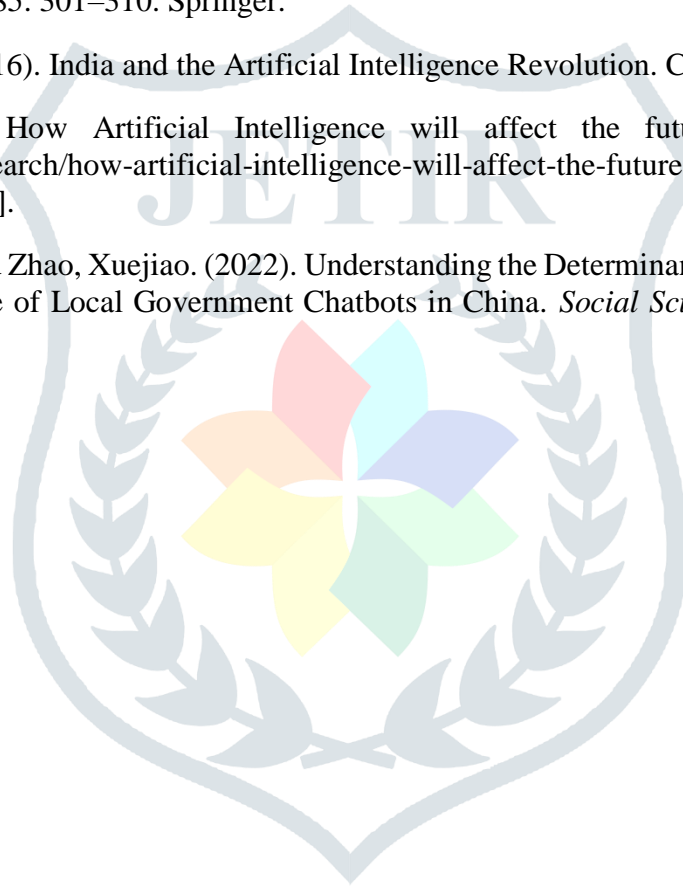 35. 301–310. Springer.
16). India and the Artificial Intelligence Revolution. C
How Artificial Intelligence will affect the futu
earch/how-artificial-intelligence-will-affect-the-future
].
Zhao, Xuejiao. (2022). Understanding the Determinan
e of Local Government Chatbots in China. Social Sci
JETIR